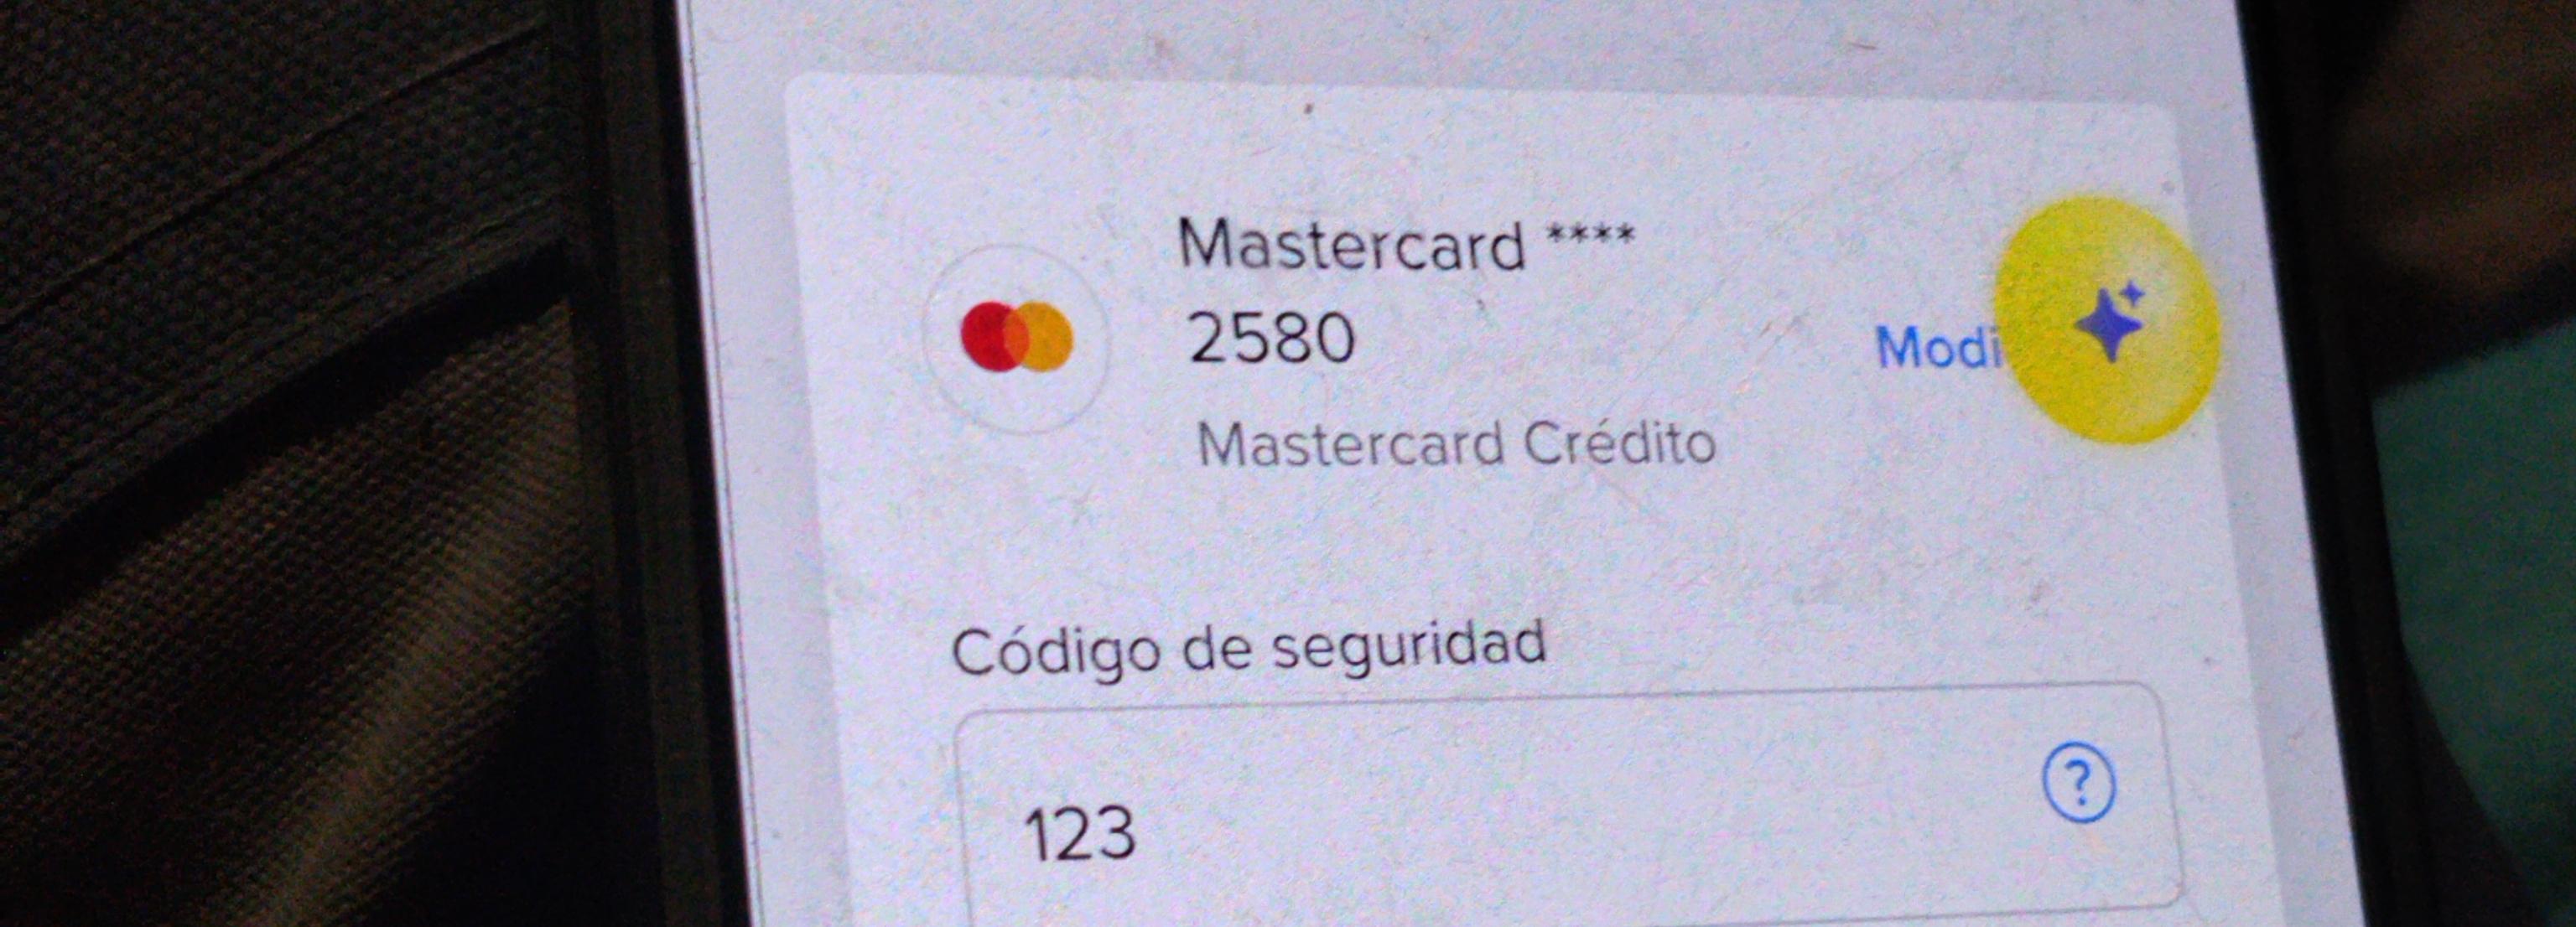 Mastercard ****
2580
Modi
Mastercard Crédito
Código de seguridad
123
?